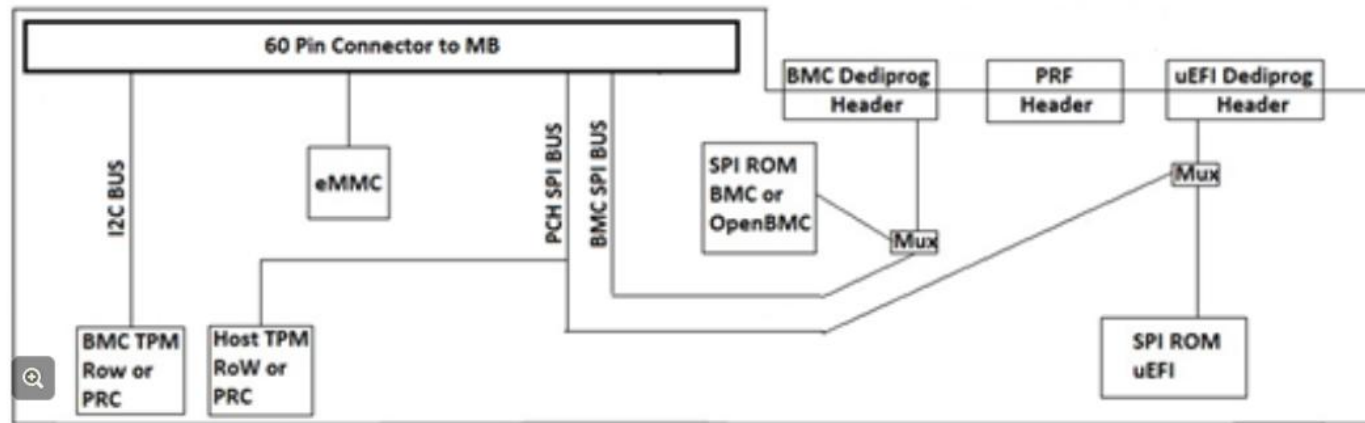 60 Pin Connector to MB
BMC Dediprog
Header
PRF
Header
uEFI Dediprog
Header
I2C BUS
eMMC
PCH SPI BUS
BMC SPI BUS
SPI ROM
BMC or
OpenBMC
Mux
Mux
BMC TPM
Row or
PRC
Host TPM
RoW or
PRC
SPI ROM
uEFI